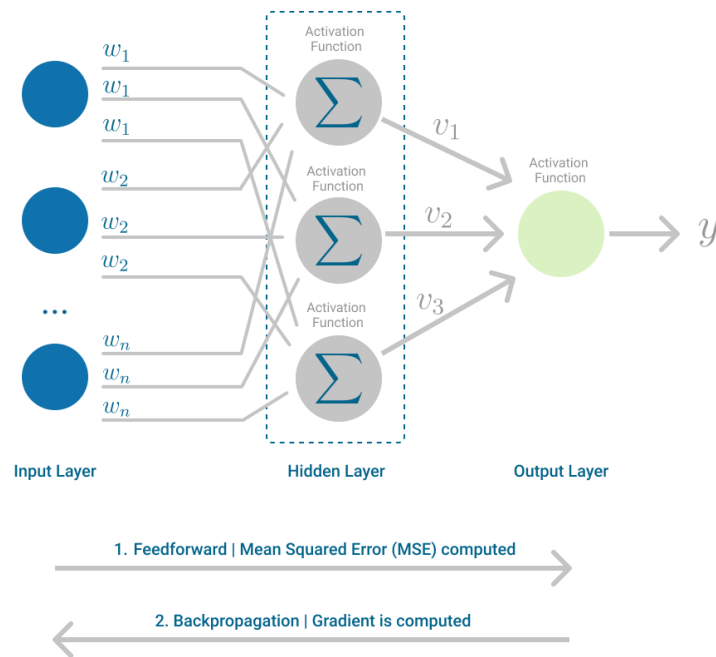 Activation
Function
w₁
w₁
w₁
Σ
v₁
Activation
Function
w₂
w₂
w₂
Σ
v₂
Activation
Function
y
...
Activation
Function
wₙ
wₙ
wₙ
Σ
v₃
Input Layer
Hidden Layer
Output Layer
1. Feedforward | Mean Squared Error (MSE) computed
2. Backpropagation | Gradient is computed